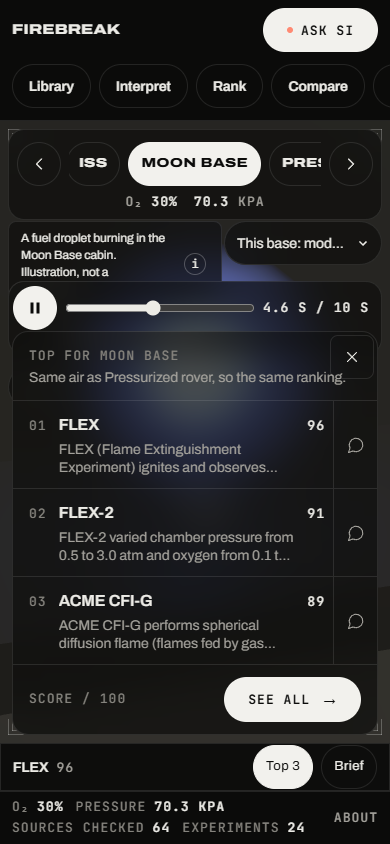 FIREBREAK
ASK SI
Library
Interpret
Rank
Compare
ISS
MOON BASE
PRES
O₂ 30% 70.3 KPA
A fuel droplet burning in the
Moon Base cabin.
Illustration, not a
i
This base: mod...
4.6 S / 10 S
TOP FOR MOON BASE
Same air as Pressurized rover, so the same ranking.
01 FLEX 96
FLEX (Flame Extinguishment
Experiment) ignites and observes...
02 FLEX-2 91
FLEX-2 varied chamber pressure from
0.5 to 3.0 atm and oxygen from 0.1 t...
03 ACME CFI-G 89
ACME CFI-G performs spherical
diffusion flame (flames fed by gas...
SCORE / 100
SEE ALL →
FLEX 96
Top 3
Brief
O₂ 30% PRESSURE 70.3 KPA
SOURCES CHECKED 64 EXPERIMENTS 24
ABOUT